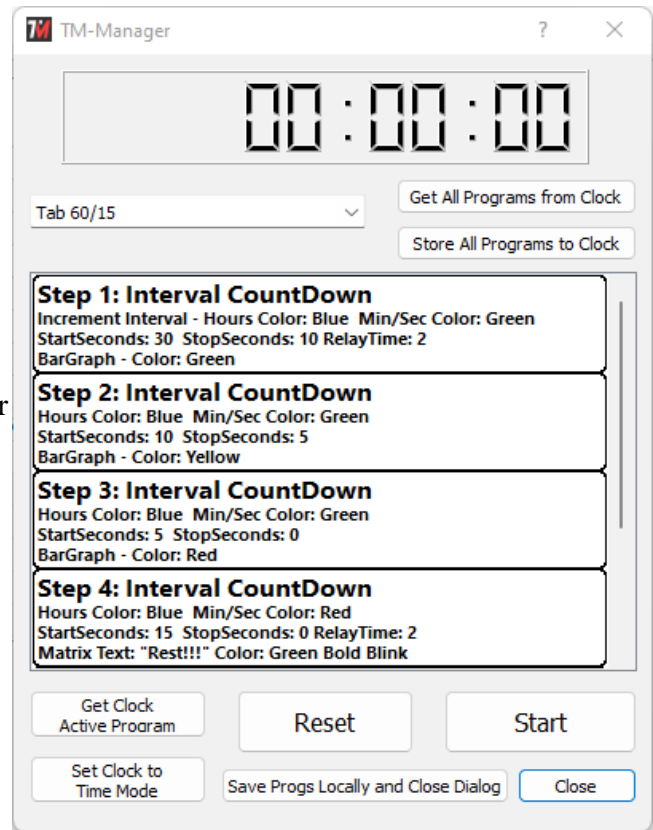 TM-Manager
00:00:00
Tab 60/15
Get All Programs from Clock
Store All Programs to Clock
Step 1: Interval CountDown
Increment Interval - Hours Color: Blue  Min/Sec Color: Green
StartSeconds: 30  StopSeconds: 10 RelayTime: 2
BarGraph - Color: Green
r
Step 2: Interval CountDown
Hours Color: Blue  Min/Sec Color: Green
StartSeconds: 10  StopSeconds: 5
BarGraph - Color: Yellow
Step 3: Interval CountDown
Hours Color: Blue  Min/Sec Color: Green
StartSeconds: 5  StopSeconds: 0
BarGraph - Color: Red
Step 4: Interval CountDown
Hours Color: Blue  Min/Sec Color: Red
StartSeconds: 15  StopSeconds: 0 RelayTime: 2
Matrix Text: "Rest!!!" Color: Green Bold Blink
Get Clock
Active Program
Reset
Start
Set Clock to
Time Mode
Save Progs Locally and Close Dialog
Close